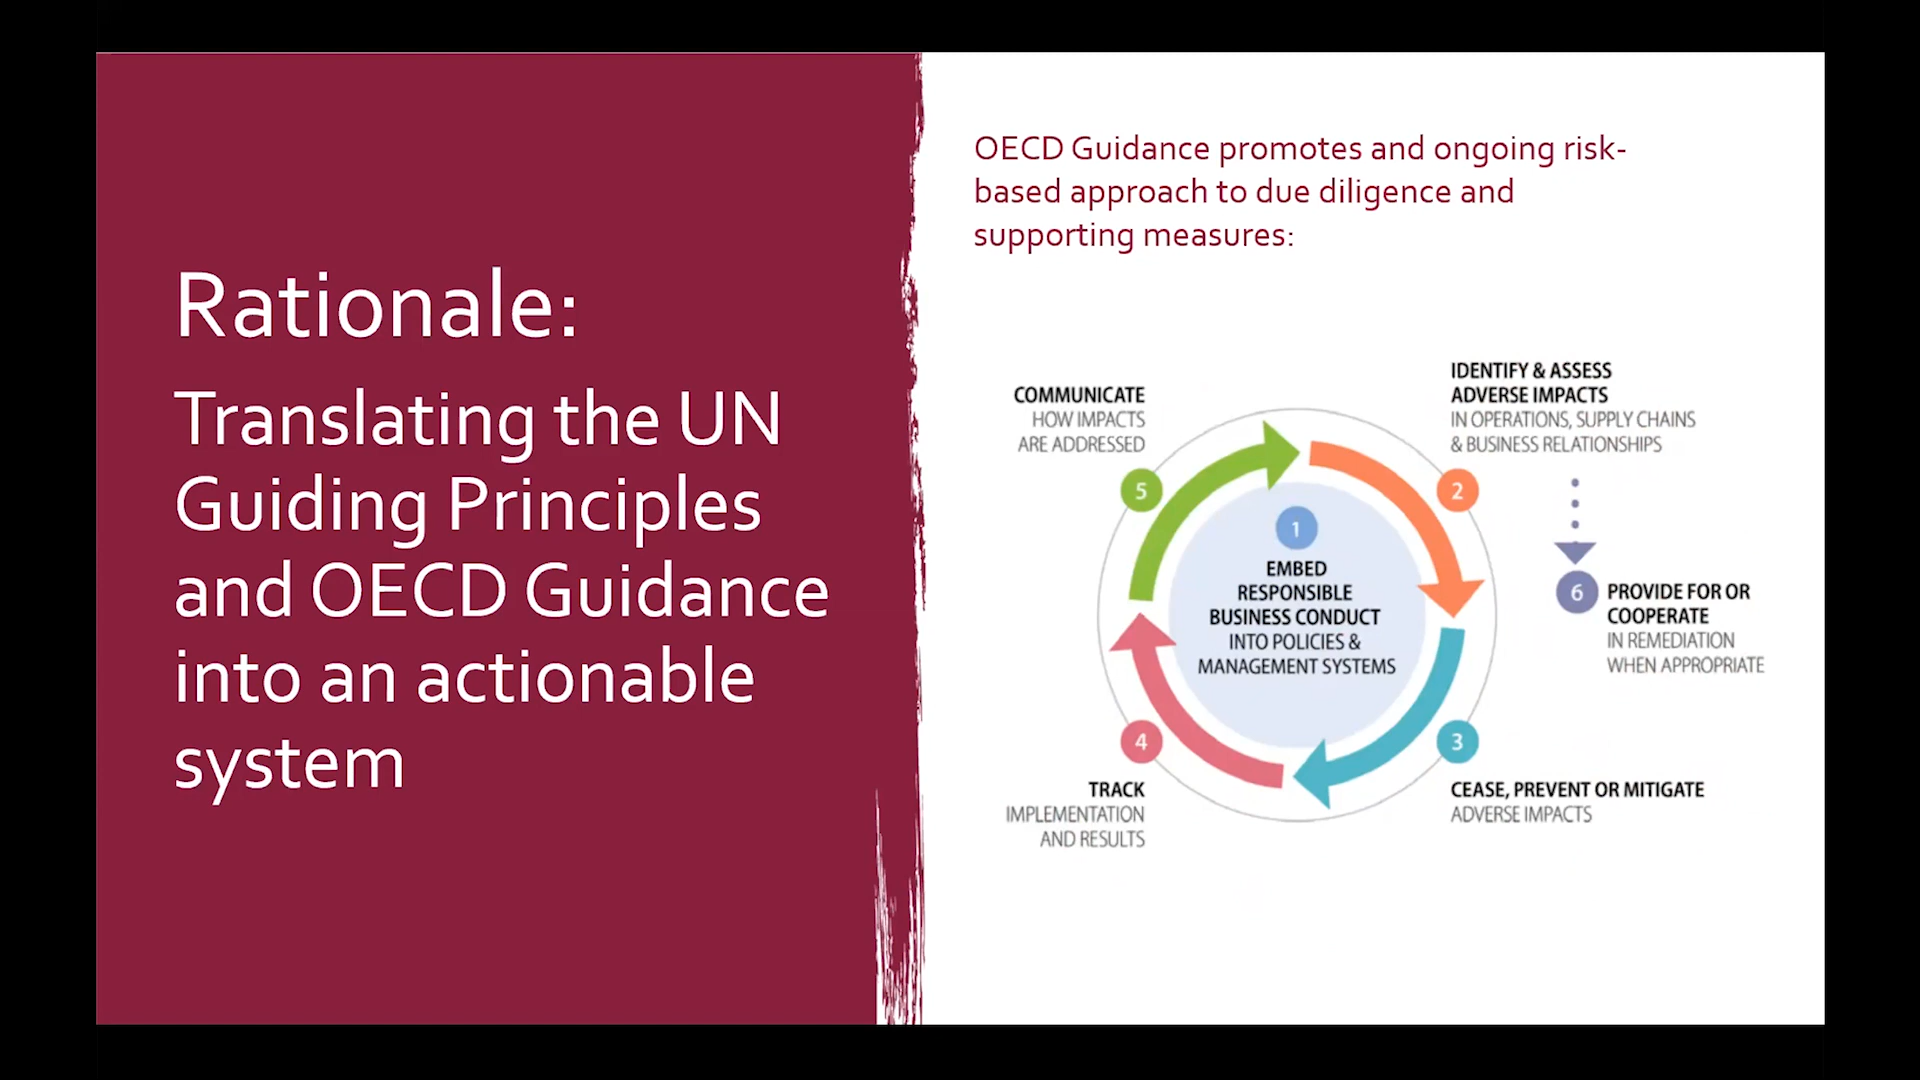 Rationale:
Translating the UN
Guiding Principles
and OECD Guidance
into an actionable
system
OECD Guidance promotes and ongoing risk-
based approach to due diligence and
supporting measures:
COMMUNICATE
HOW IMPACTS
ARE ADDRESSED
5
IDENTIFY & ASSESS
ADVERSE IMPACTS
IN OPERATIONS, SUPPLY CHAINS
& BUSINESS RELATIONSHIPS
2
1
EMBED
RESPONSIBLE
BUSINESS CONDUCT
INTO POLICIES &
MANAGEMENT SYSTEMS
6
PROVIDE FOR OR
COOPERATE
IN REMEDIATION
WHEN APPROPRIATE
4
TRACK
IMPLEMENTATION
AND RESULTS
3
CEASE, PREVENT OR MITIGATE
ADVERSE IMPACTS